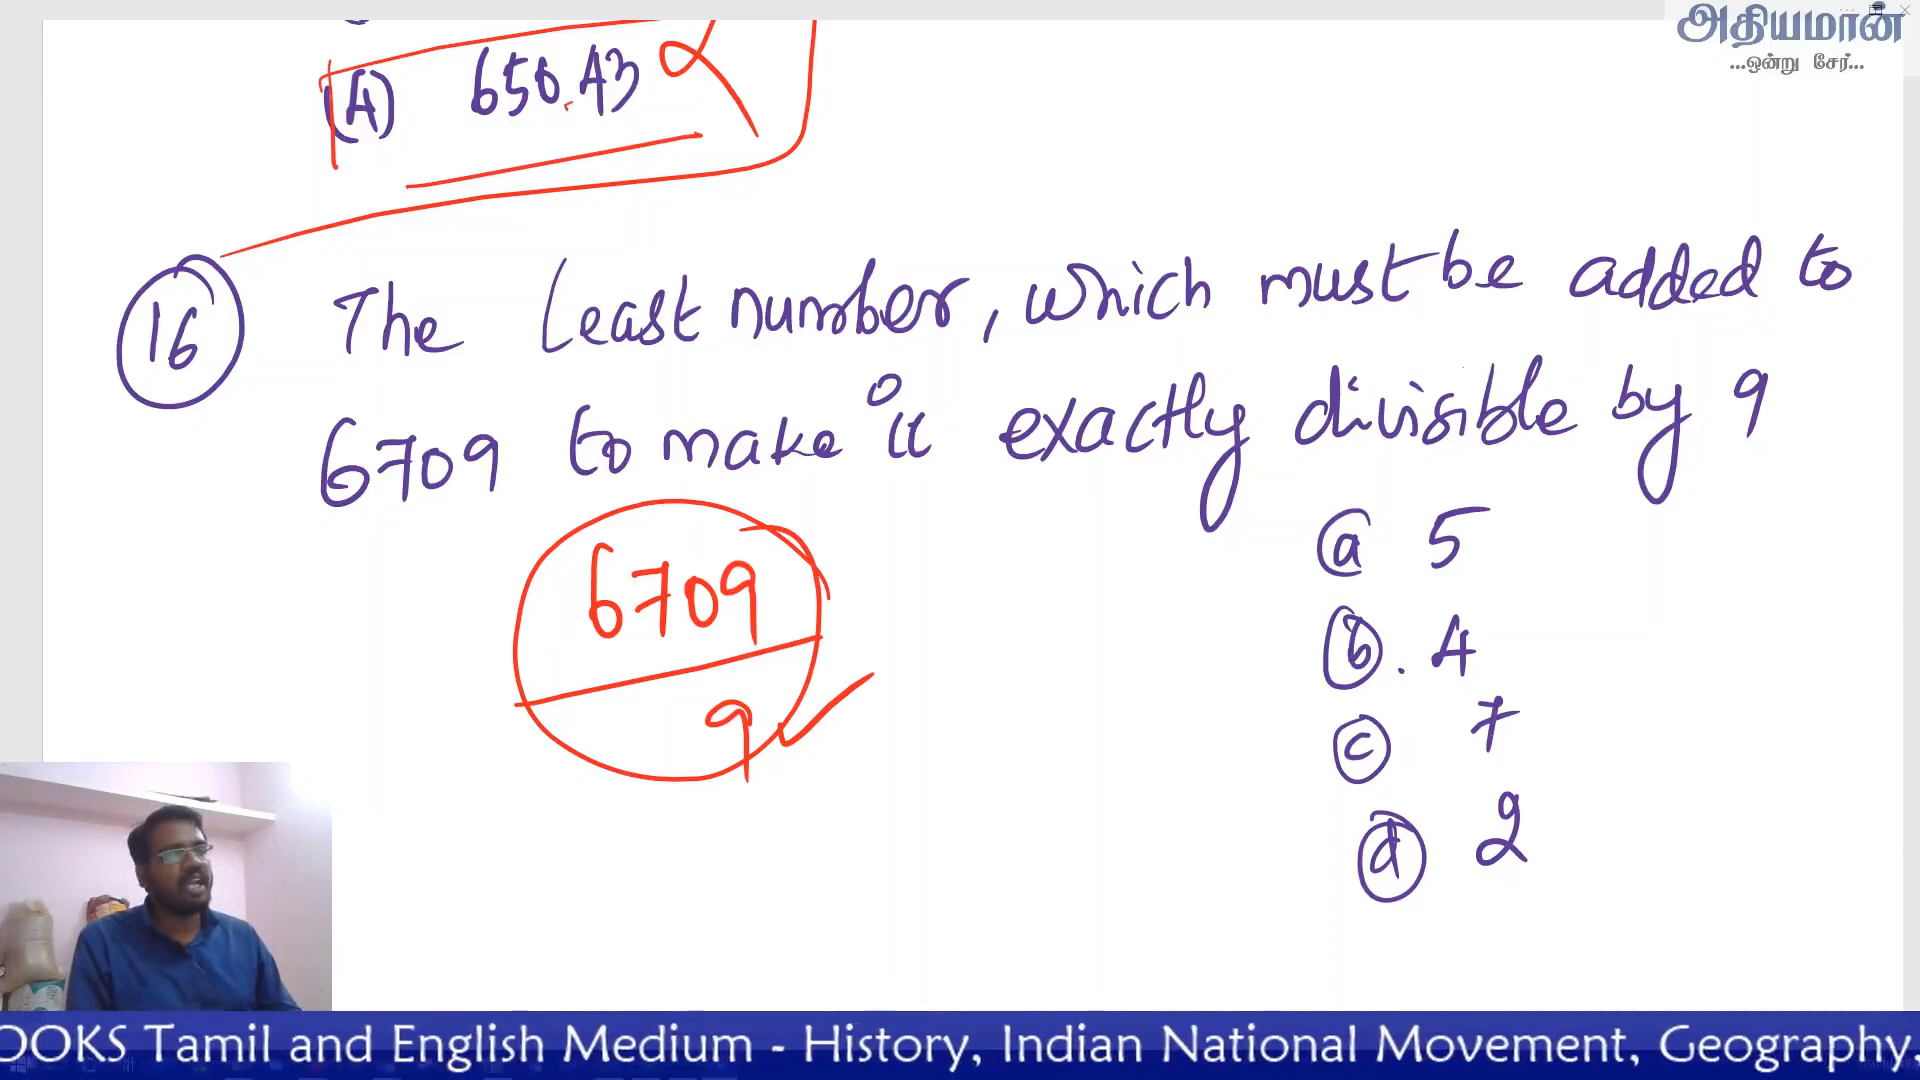 அதியமான்
...ஒன்று சேர்...
(A) 650.43
16 The Least number, which must be added to
6709 to make it exactly divisible by 9
6709
9
a 5
b. 4
c 7
d 2
OOKS Tamil and English Medium - History, Indian National Movement, Geography,